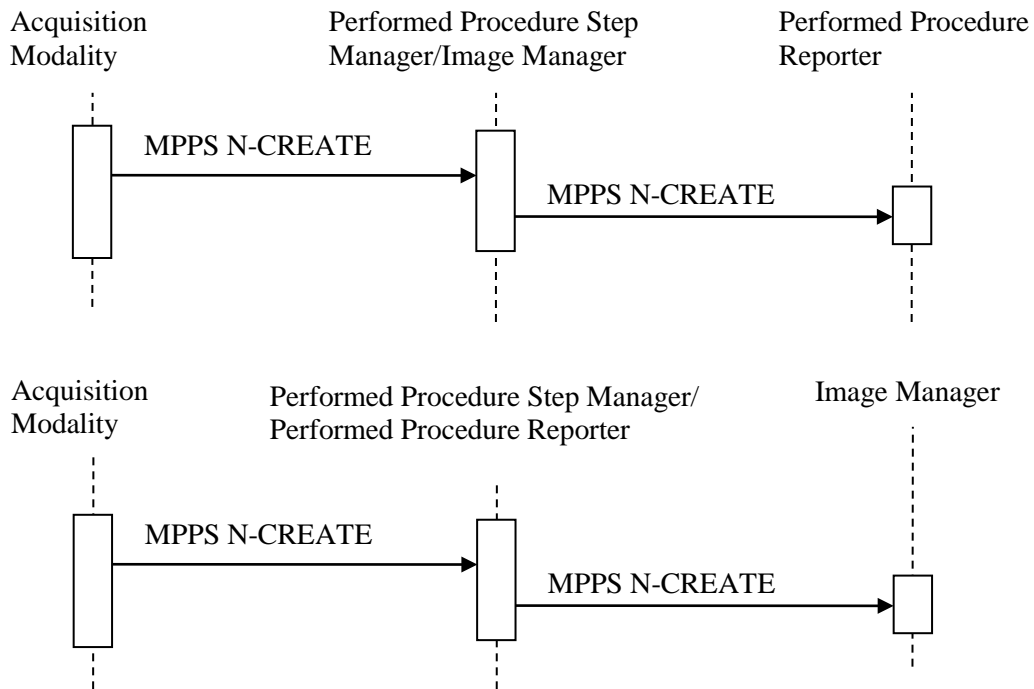 Acquisition
Modality
Performed Procedure Step
Manager/Image Manager
Performed Procedure
Reporter
MPPS N-CREATE
MPPS N-CREATE
Acquisition
Modality
Performed Procedure Step Manager/
Performed Procedure Reporter
Image Manager
MPPS N-CREATE
MPPS N-CREATE